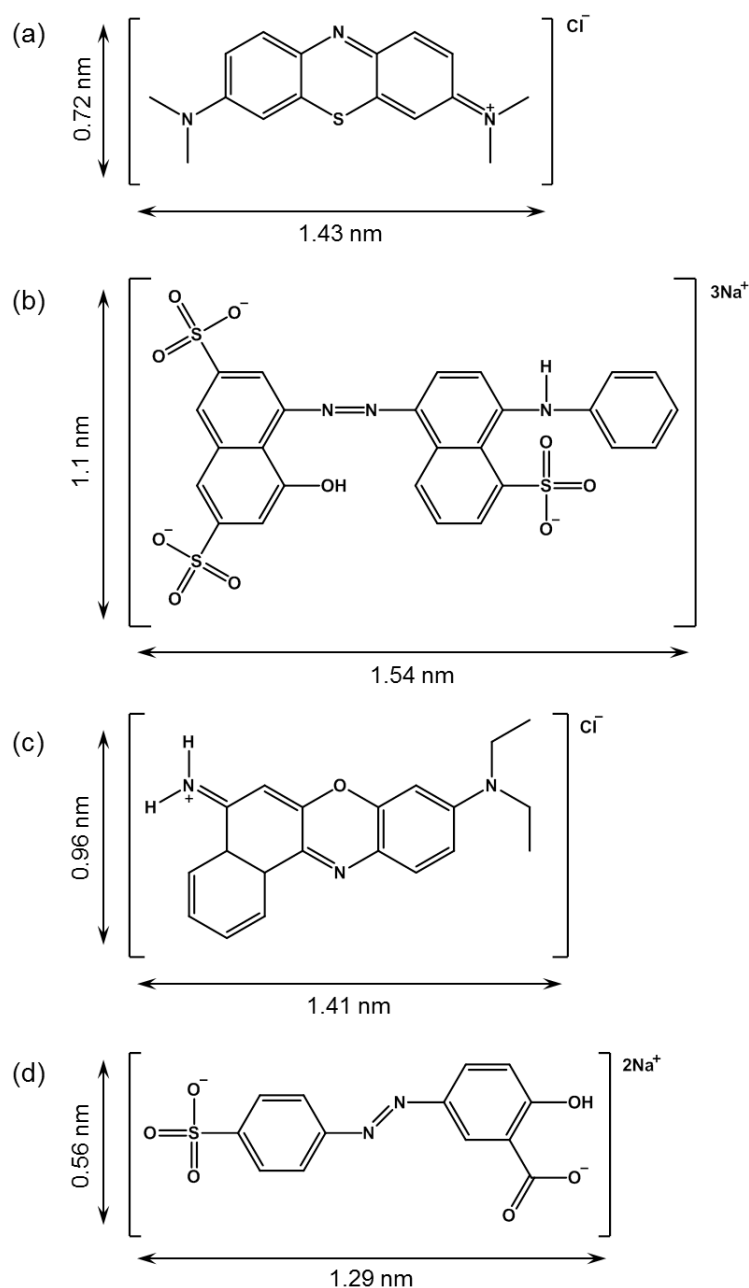 (a)
Cl−
0.72 nm
N
N
S
N
+
1.43 nm
(b)
3Na+
1.1 nm
O
O−
S
O
H
N
N
N
O
OH
S
O
O−
O−
S
O
O
1.54 nm
(c)
Cl−
0.96 nm
H
H
N
+
O
N
N
1.41 nm
(d)
2Na+
0.56 nm
O−
O
S
O
N
N
OH
O−
O
1.29 nm